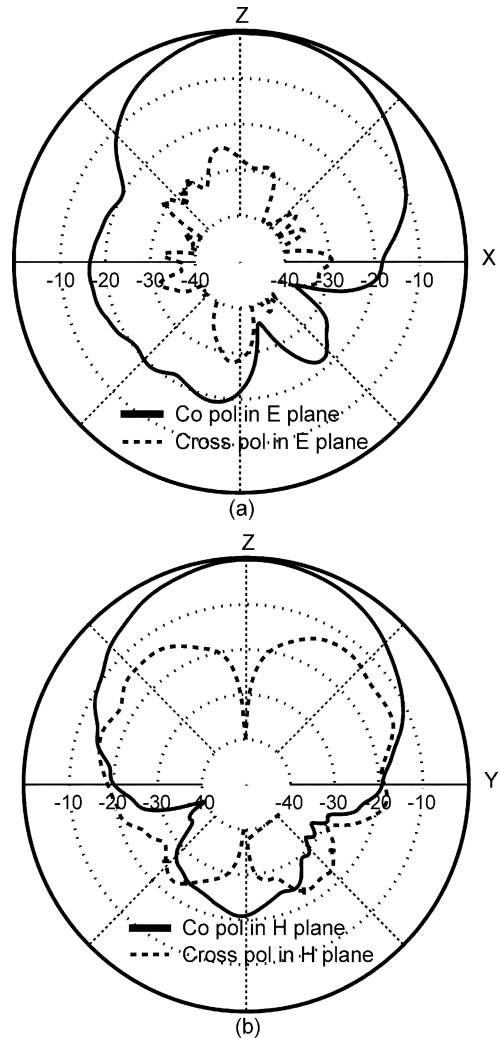 Z
X
-10 -20 -30 -40 -40 -30 -20 -10
Co pol in E plane
Cross pol in E plane
(a)
Z
Y
-10 -20 -30 40 -40 -30 -20 -10
Co pol in H plane
Cross pol in H plane
(b)